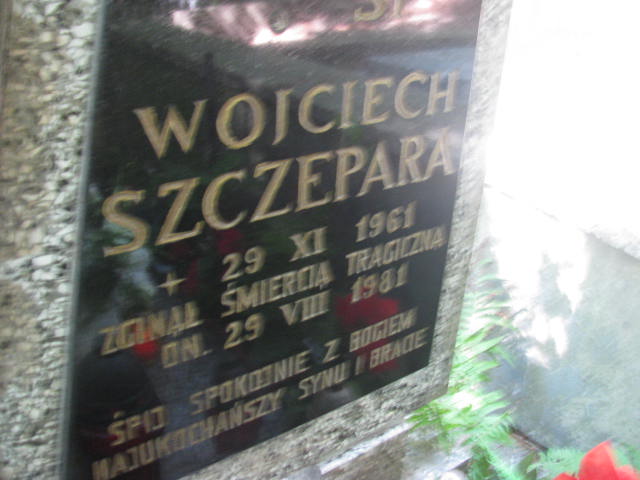 WOJCIECH
SZCZEPARA
+ 29 XI 1961
ZGINĄŁ ŚMIERCIĄ TRAGICZNĄ
DN. 29 VIII 1981
ŚPIJ SPOKOJNIE Z BOGIEM
NAJUKOCHAŃSZY SYNU I BRACIE